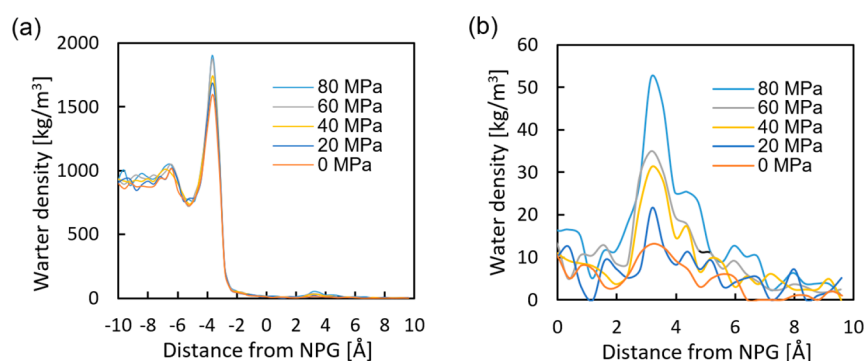 (a)
2000
1500
1000
500
0
Warter density [kg/m³]
80 MPa
60 MPa
40 MPa
20 MPa
0 MPa
-10 -8 -6 -4 -2 0 2 4 6 8 10
Distance from NPG [Å]
(b)
60
50
40
30
20
10
0
Water density [kg/m³]
80 MPa
60 MPa
40 MPa
20 MPa
0 MPa
0 2 4 6 8 10
Distance from NPG [Å]